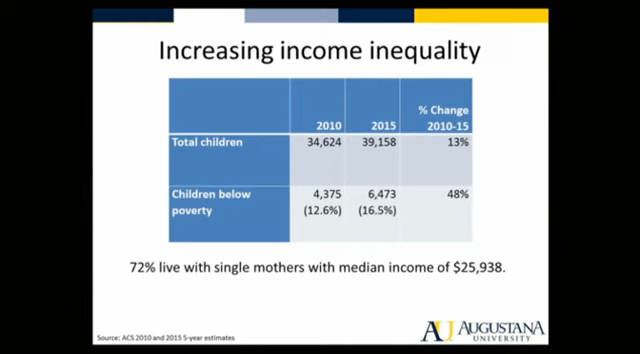 Increasing income inequality
% Change
2010 2015 2010-15
Total children 34,624 39,158 13%
Children below 4,375 6,473 48%
poverty (12.6%) (16.5%)
72% live with single mothers with median income of $25,938.
Source: ACS 2010 and 2015 5-year estimates
AU AUGUSTANA
UNIVERSITY